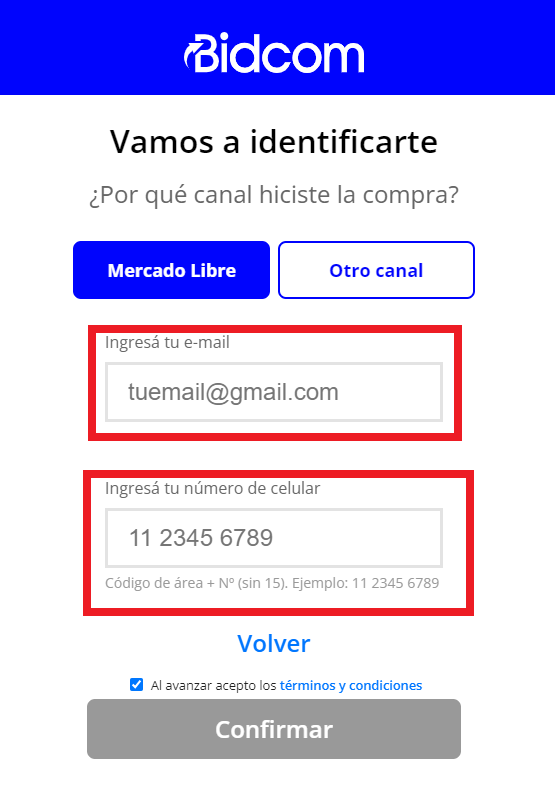 Bidcom
Vamos a identificarte
¿Por qué canal hiciste la compra?
Mercado Libre
Otro canal
Ingresá tu e-mail
tuemail@gmail.com
Ingresá tu número de celular
11 2345 6789
Código de área + Nº (sin 15). Ejemplo: 11 2345 6789
Volver
Al avanzar acepto los términos y condiciones
Confirmar